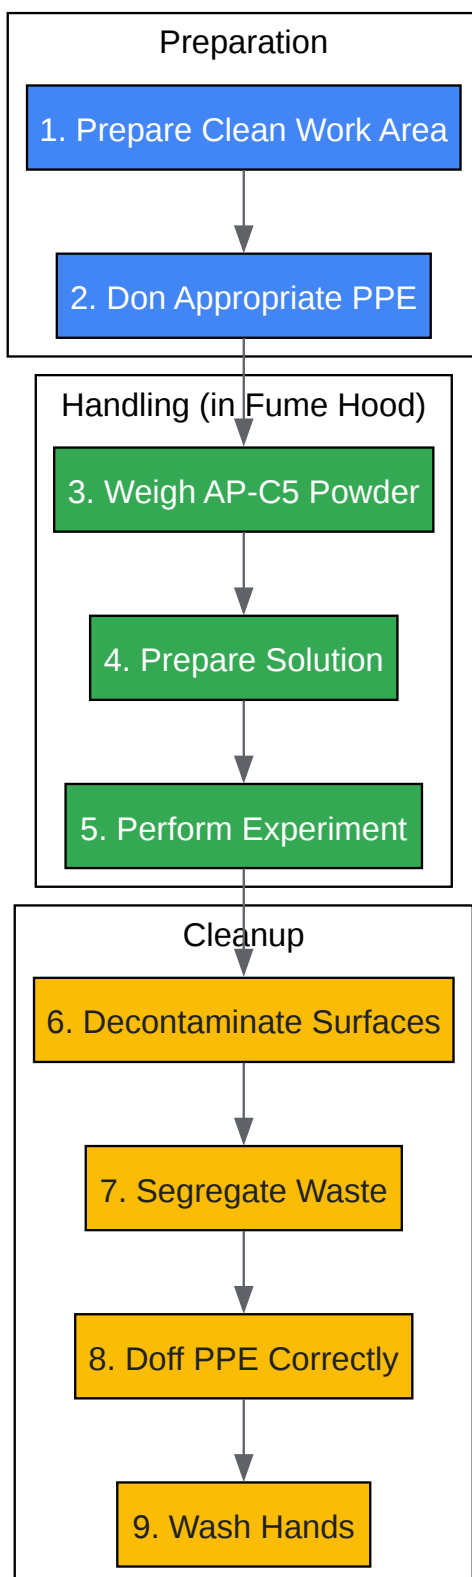 Preparation
1. Prepare Clean Work Area
2. Don Appropriate PPE
Handling (in Fume Hood)
3. Weigh AP-C5 Powder
4. Prepare Solution
5. Perform Experiment
Cleanup
6. Decontaminate Surfaces
7. Segregate Waste
8. Doff PPE Correctly
9. Wash Hands